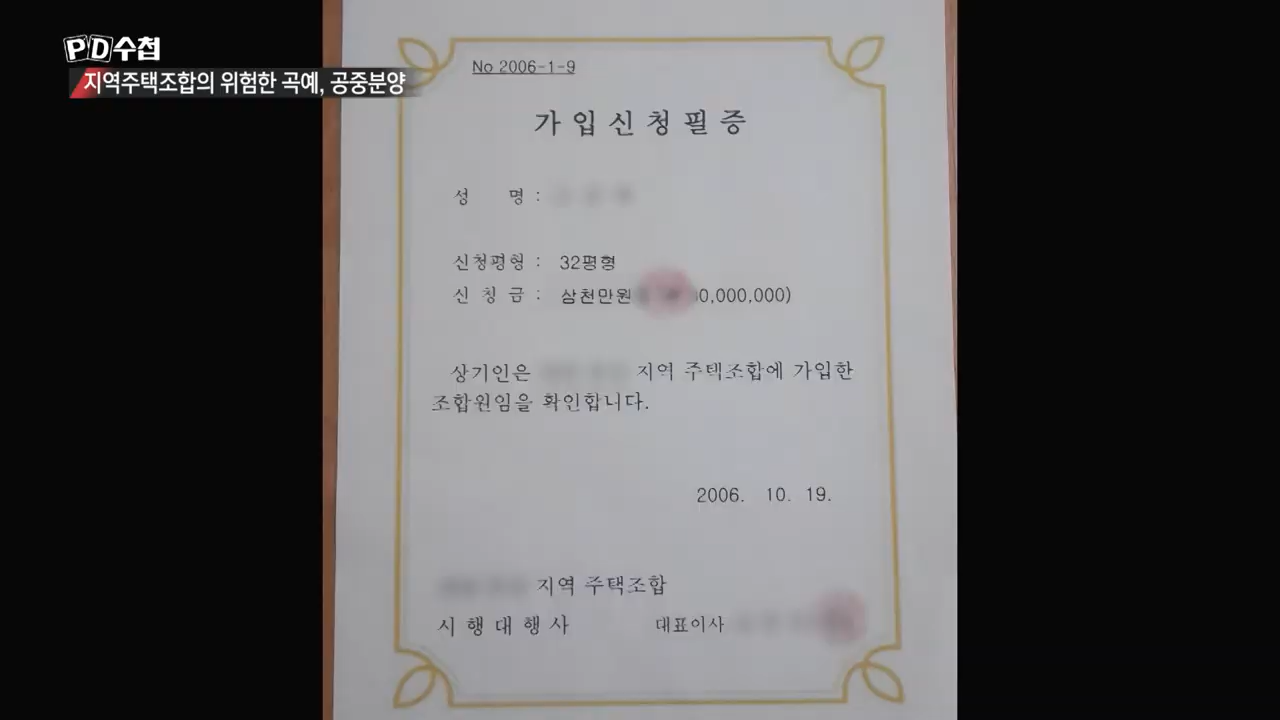 PD수첩
지역주택조합의 위험한 곡예, 공중분양
No 2006-1-9
가입신청필증
성 명 :
신청평형 : 32평형
신청금 : 삼천만원 0,000,000)
상기인은 지역 주택조합에 가입한
조합원임을 확인합니다.
2006. 10. 19.
지역 주택조합
시행대행사 대표이사